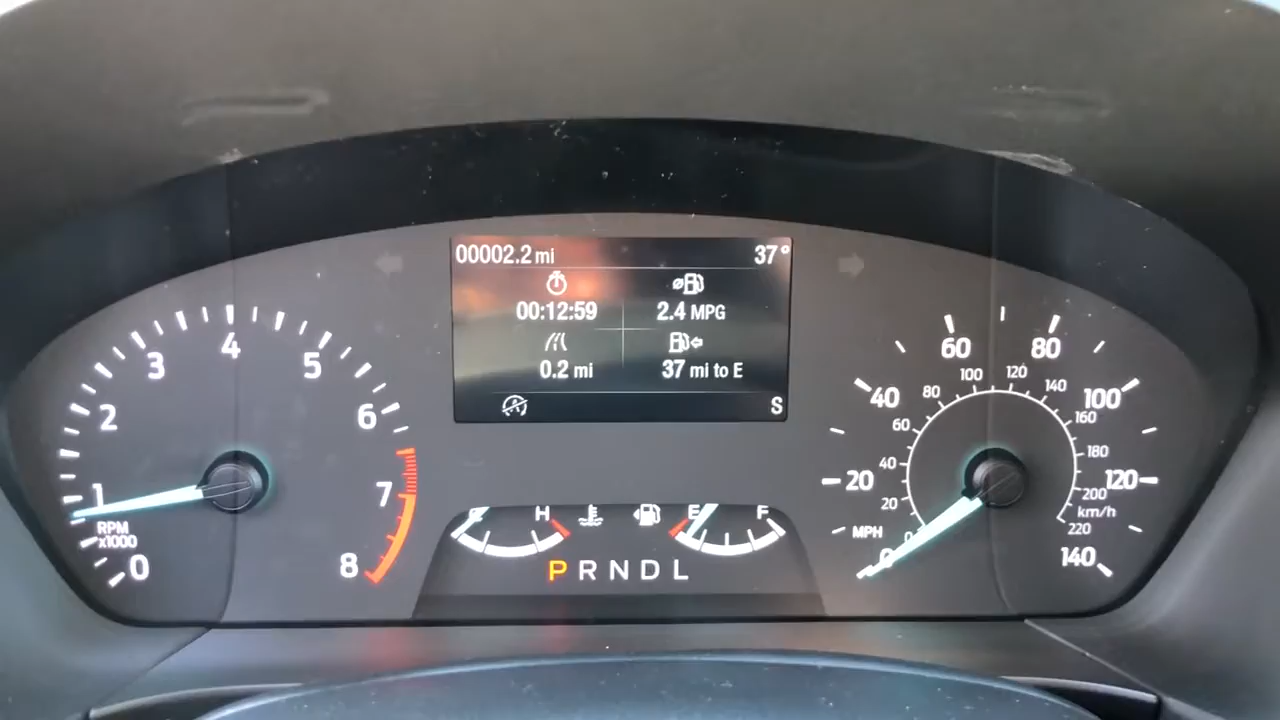 00002.2 mi 37°
00:12:59 2.4 MPG
0.2 mi 37 mi to E
S
0 1 2 3 4 5 6 7 8
RPM
x1000
H E F
P R N D L
0 20 40 60 80 100 120 140
MPH
0 20 40 60 80 100 120 140 160 180 200 220
km/h